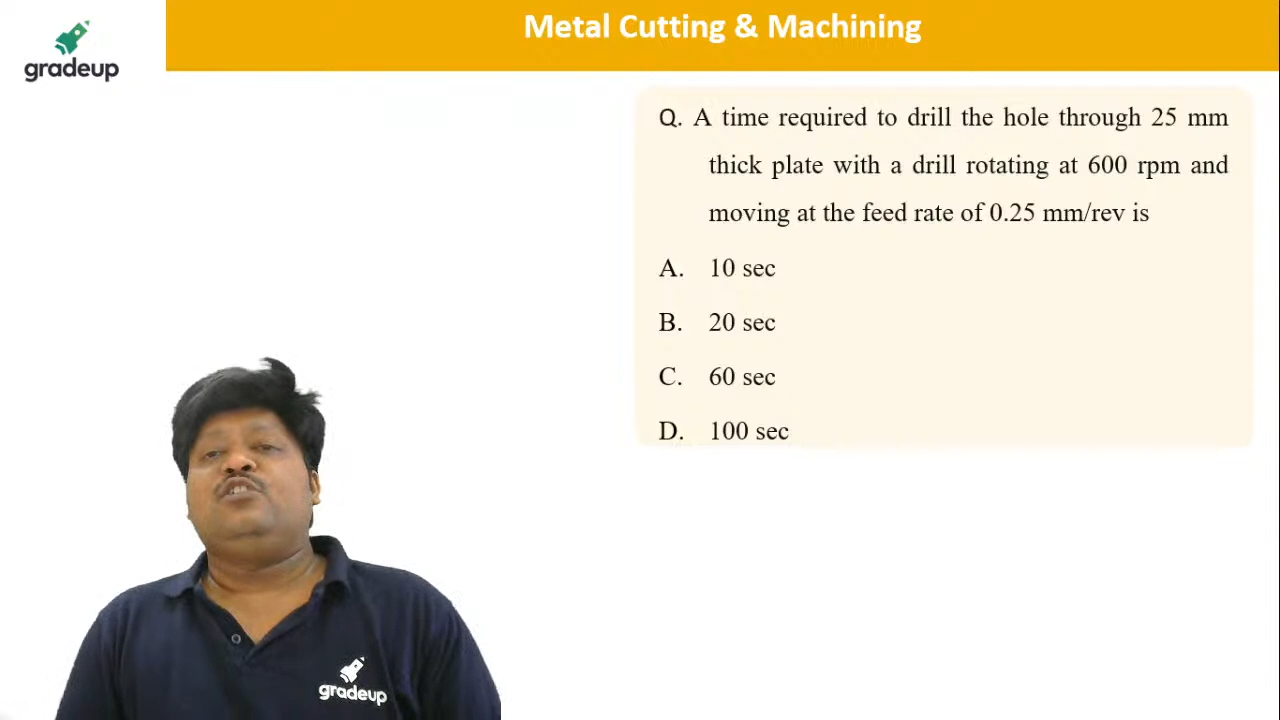 Metal Cutting & Machining
gradeup
Q. A time required to drill the hole through 25 mm
thick plate with a drill rotating at 600 rpm and
moving at the feed rate of 0.25 mm/rev is
A. 10 sec
B. 20 sec
C. 60 sec
D. 100 sec
gradeup